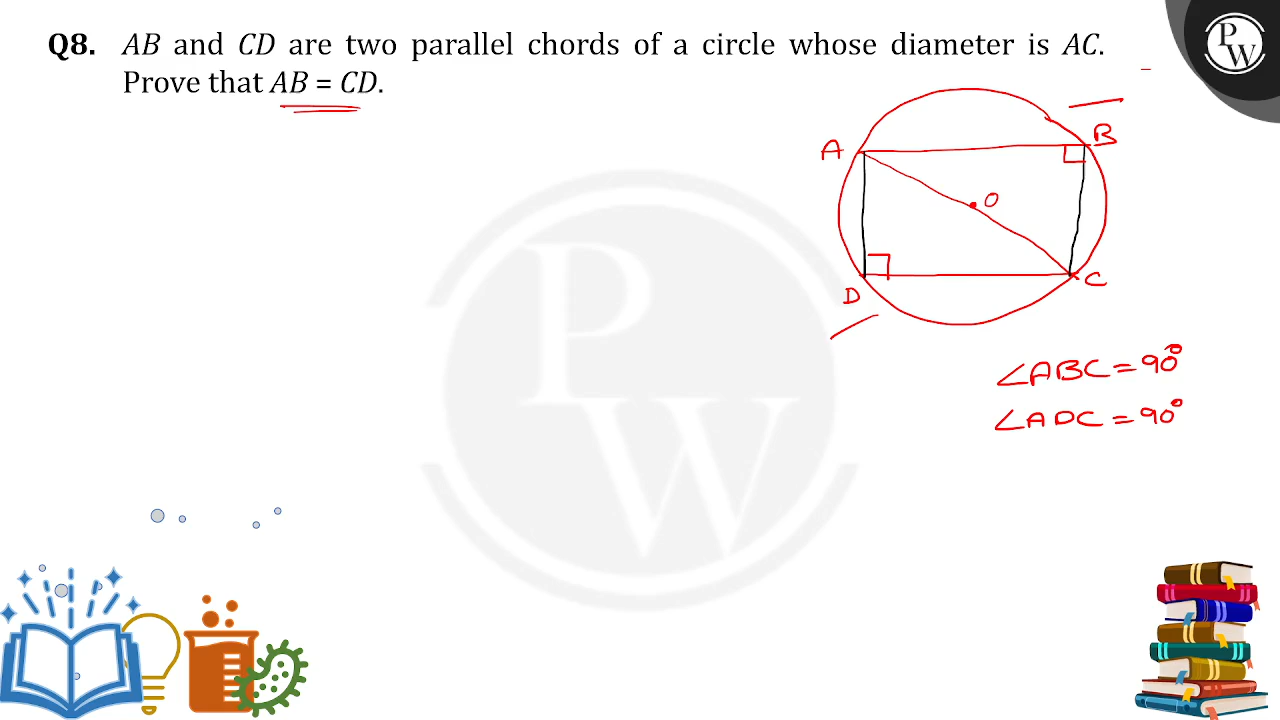 Q8. AB and CD are two parallel chords of a circle whose diameter is AC.
Prove that AB = CD.
P
W
A
B
O
D
C
∠ABC = 90°
∠ADC = 90°
P
W